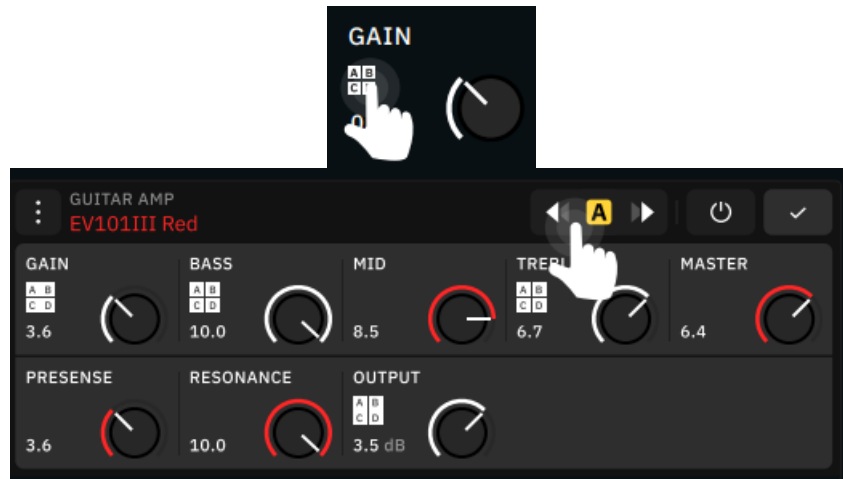 GAIN
A B
C
GUITAR AMP
EV101III Red
A
GAIN
BASS
MID
TREBL
MASTER
A B
C D
A B
C D
A B
C D
3.6
10.0
8.5
6.7
6.4
PRESENSE
RESONANCE
OUTPUT
A B
C D
3.6
10.0
3.5 dB